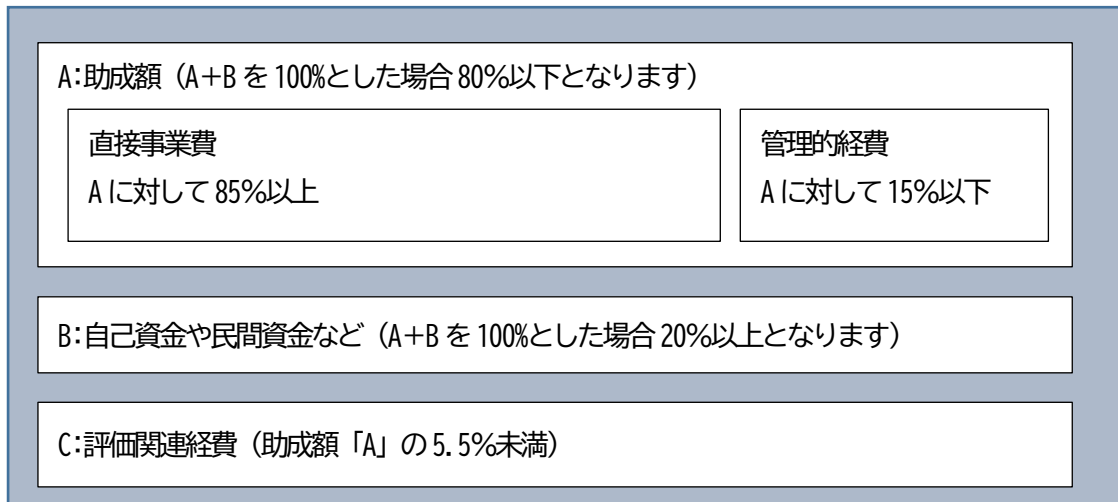 A:助成額（A＋B を 100%とした場合 80%以下となります）
直接事業費
A に対して 85%以上
管理的経費
A に対して 15%以下
B:自己資金や民間資金など（A＋B を 100%とした場合 20%以上となります）
C:評価関連経費（助成額「A」の 5.5%未満）